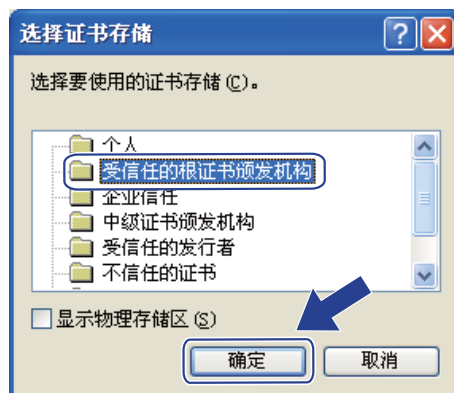 选择证书存储
选择要使用的证书存储(C)。
个人
受信任的根证书颁发机构
企业信任
中级证书颁发机构
受信任的发行者
不信任的证书
显示物理存储区(S)
确定
取消